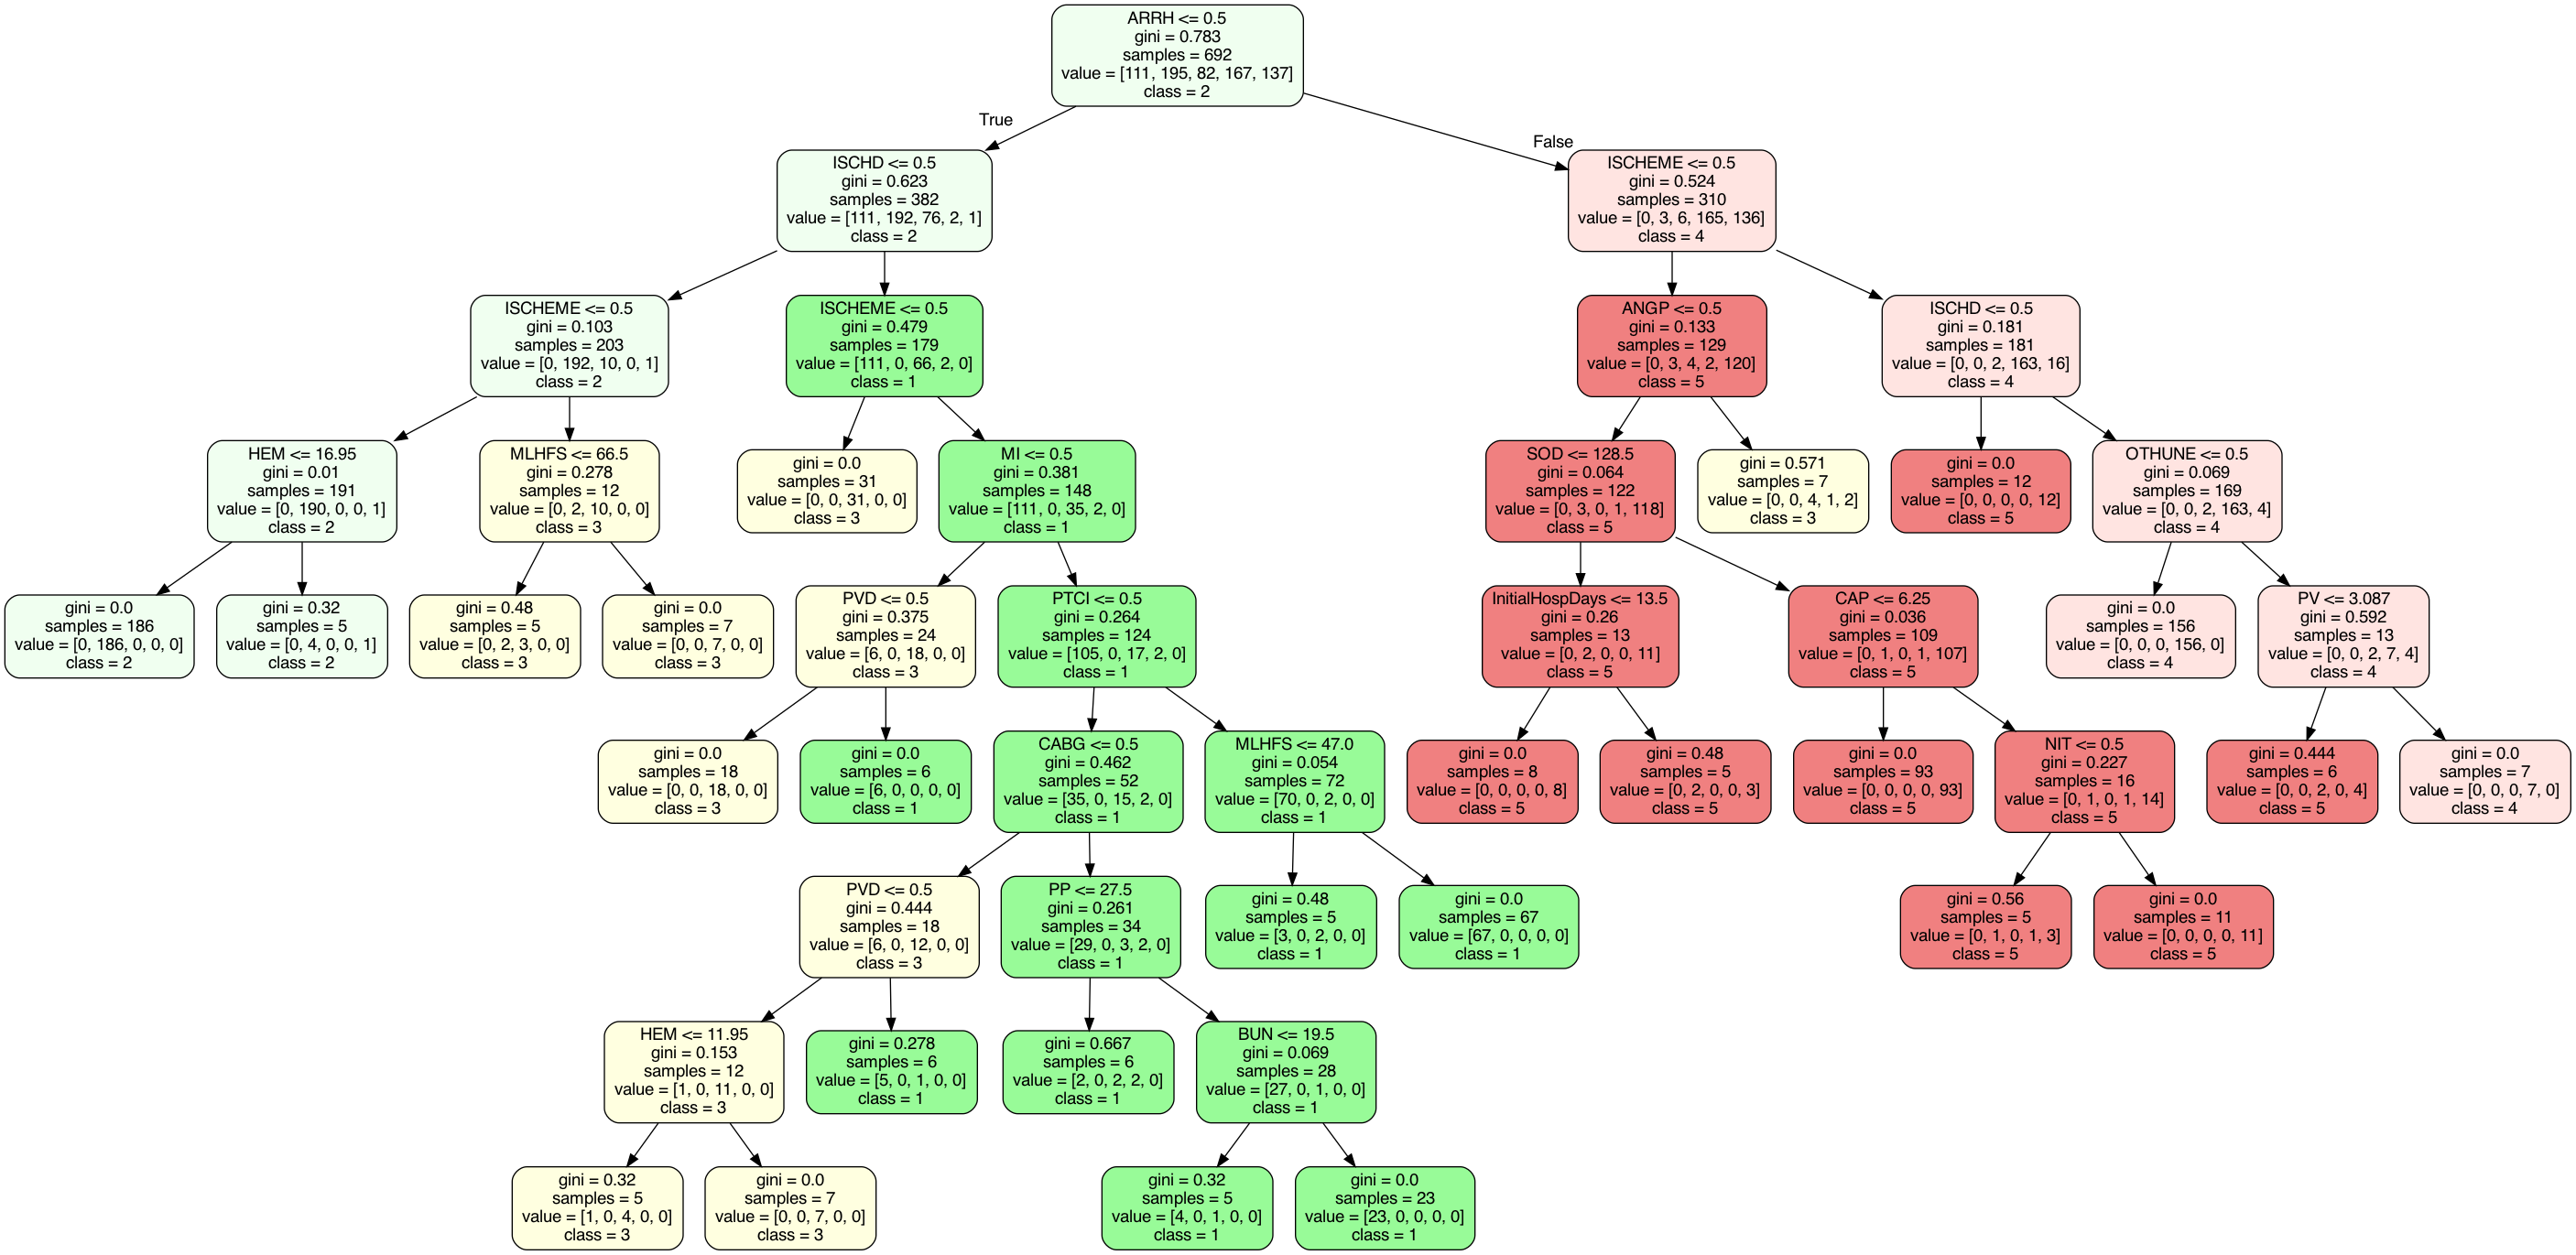 ARRH <= 0.5
gini = 0.783
samples = 692
value = [111, 195, 82, 167, 137]
class = 2
True
False
ISCHD <= 0.5
gini = 0.623
samples = 382
value = [111, 192, 76, 2, 1]
class = 2
ISCHEME <= 0.5
gini = 0.524
samples = 310
value = [0, 3, 6, 165, 136]
class = 4
ISCHEME <= 0.5
gini = 0.103
samples = 203
value = [0, 192, 10, 0, 1]
class = 2
ISCHEME <= 0.5
gini = 0.479
samples = 179
value = [111, 0, 66, 2, 0]
class = 1
ANGP <= 0.5
gini = 0.133
samples = 129
value = [0, 3, 4, 2, 120]
class = 5
ISCHD <= 0.5
gini = 0.181
samples = 181
value = [0, 0, 2, 163, 16]
class = 4
HEM <= 16.95
gini = 0.01
samples = 191
value = [0, 190, 0, 0, 1]
class = 2
MLHFS <= 66.5
gini = 0.278
samples = 12
value = [0, 2, 10, 0, 0]
class = 3
gini = 0.0
samples = 31
value = [0, 0, 31, 0, 0]
class = 3
MI <= 0.5
gini = 0.381
samples = 148
value = [111, 0, 35, 2, 0]
class = 1
SOD <= 128.5
gini = 0.064
samples = 122
value = [0, 3, 0, 1, 118]
class = 5
gini = 0.571
samples = 7
value = [0, 0, 4, 1, 2]
class = 3
gini = 0.0
samples = 12
value = [0, 0, 0, 0, 12]
class = 5
OTHUNE <= 0.5
gini = 0.069
samples = 169
value = [0, 0, 2, 163, 4]
class = 4
gini = 0.0
samples = 186
value = [0, 186, 0, 0, 0]
class = 2
gini = 0.32
samples = 5
value = [0, 4, 0, 0, 1]
class = 2
gini = 0.48
samples = 5
value = [0, 2, 3, 0, 0]
class = 3
gini = 0.0
samples = 7
value = [0, 0, 7, 0, 0]
class = 3
PVD <= 0.5
gini = 0.375
samples = 24
value = [6, 0, 18, 0, 0]
class = 3
PTCI <= 0.5
gini = 0.264
samples = 124
value = [105, 0, 17, 2, 0]
class = 1
InitialHospDays <= 13.5
gini = 0.26
samples = 13
value = [0, 2, 0, 0, 11]
class = 5
CAP <= 6.25
gini = 0.036
samples = 109
value = [0, 1, 0, 1, 107]
class = 5
gini = 0.0
samples = 156
value = [0, 0, 0, 156, 0]
class = 4
PV <= 3.087
gini = 0.592
samples = 13
value = [0, 0, 2, 7, 4]
class = 4
gini = 0.0
samples = 18
value = [0, 0, 18, 0, 0]
class = 3
gini = 0.0
samples = 6
value = [6, 0, 0, 0, 0]
class = 1
CABG <= 0.5
gini = 0.462
samples = 52
value = [35, 0, 15, 2, 0]
class = 1
MLHFS <= 47.0
gini = 0.054
samples = 72
value = [70, 0, 2, 0, 0]
class = 1
gini = 0.0
samples = 8
value = [0, 0, 0, 0, 8]
class = 5
gini = 0.48
samples = 5
value = [0, 2, 0, 0, 3]
class = 5
gini = 0.0
samples = 93
value = [0, 0, 0, 0, 93]
class = 5
NIT <= 0.5
gini = 0.227
samples = 16
value = [0, 1, 0, 1, 14]
class = 5
gini = 0.444
samples = 6
value = [0, 0, 2, 0, 4]
class = 5
gini = 0.0
samples = 7
value = [0, 0, 0, 7, 0]
class = 4
PVD <= 0.5
gini = 0.444
samples = 18
value = [6, 0, 12, 0, 0]
class = 3
PP <= 27.5
gini = 0.261
samples = 34
value = [29, 0, 3, 2, 0]
class = 1
gini = 0.48
samples = 5
value = [3, 0, 2, 0, 0]
class = 1
gini = 0.0
samples = 67
value = [67, 0, 0, 0, 0]
class = 1
gini = 0.56
samples = 5
value = [0, 1, 0, 1, 3]
class = 5
gini = 0.0
samples = 11
value = [0, 0, 0, 0, 11]
class = 5
HEM <= 11.95
gini = 0.153
samples = 12
value = [1, 0, 11, 0, 0]
class = 3
gini = 0.278
samples = 6
value = [5, 0, 1, 0, 0]
class = 1
gini = 0.667
samples = 6
value = [2, 0, 2, 2, 0]
class = 1
BUN <= 19.5
gini = 0.069
samples = 28
value = [27, 0, 1, 0, 0]
class = 1
gini = 0.32
samples = 5
value = [1, 0, 4, 0, 0]
class = 3
gini = 0.0
samples = 7
value = [0, 0, 7, 0, 0]
class = 3
gini = 0.32
samples = 5
value = [4, 0, 1, 0, 0]
class = 1
gini = 0.0
samples = 23
value = [23, 0, 0, 0, 0]
class = 1